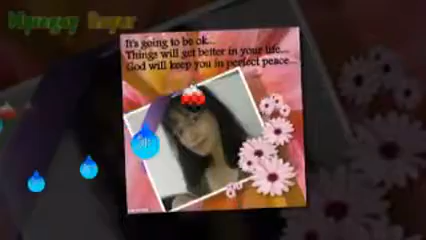 It's going to be ok...
Things will get better in your life...
God will keep you in perfect peace...